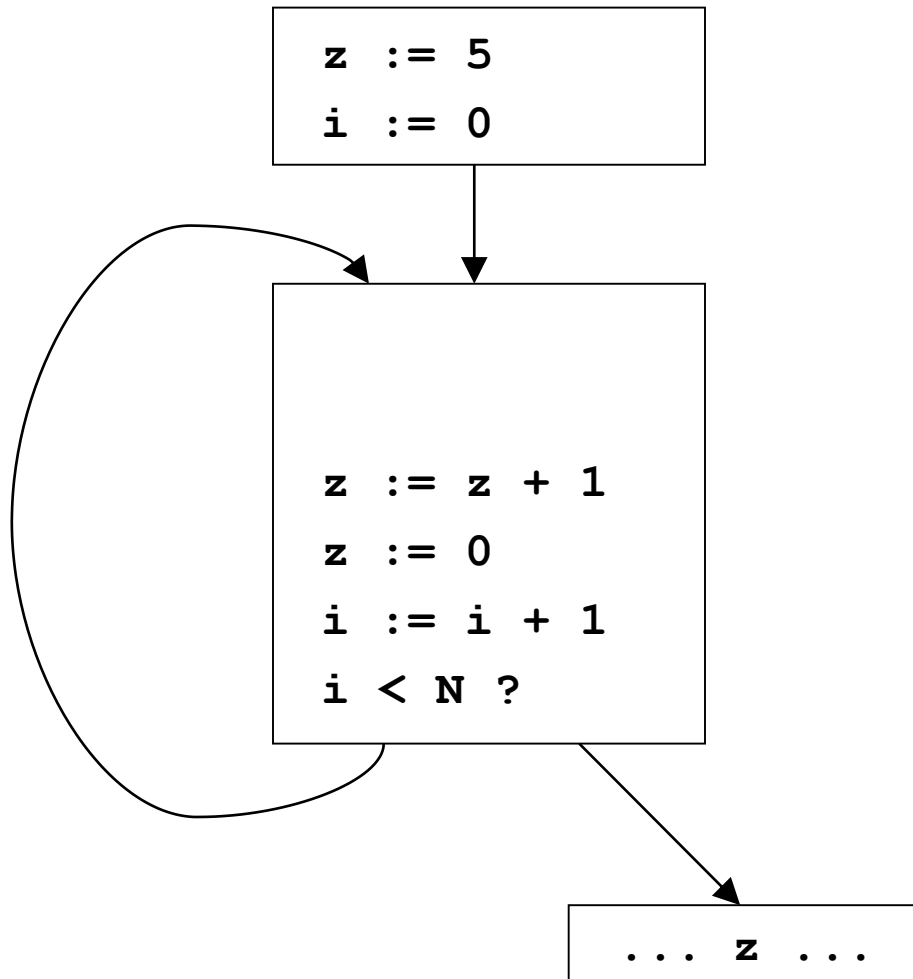 z := 5
i := 0
z := z + 1
z := 0
i := i + 1
i < N ?
... z ...